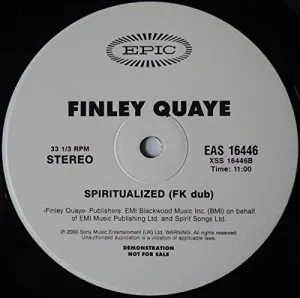 EPIC
FINLEY QUAYE
33 1/3 RPM
STEREO
EAS 16446
XSS 16446B
Time: 11:00
SPIRITUALIZED (FK dub)
-Finley Quaye- Publishers: EMI Blackwood Music Inc. (BMI) on behalf
of EMI Music Publishing Ltd. and Spirit Songs Ltd.
℗ 2000 Sony Music Entertainment (UK) Ltd. WARNING: All rights reserved.
Unauthorized duplication is a violation of applicable laws.
DEMONSTRATION
NOT FOR SALE